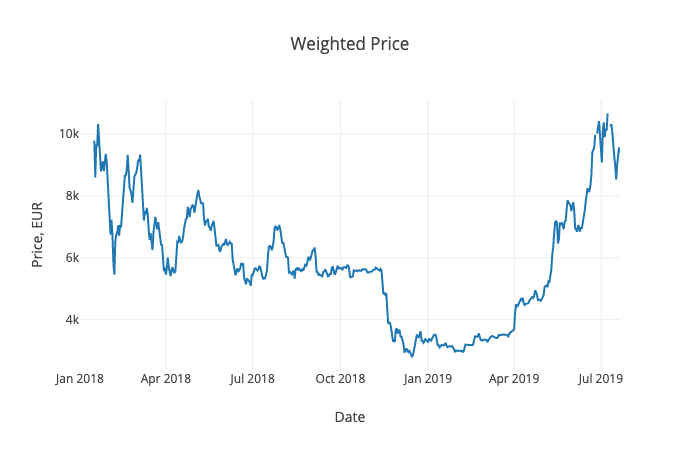 Weighted Price
10k
8k
6k
4k
Price, EUR
Jan 2018
Apr 2018
Jul 2018
Oct 2018
Jan 2019
Apr 2019
Jul 2019
Date